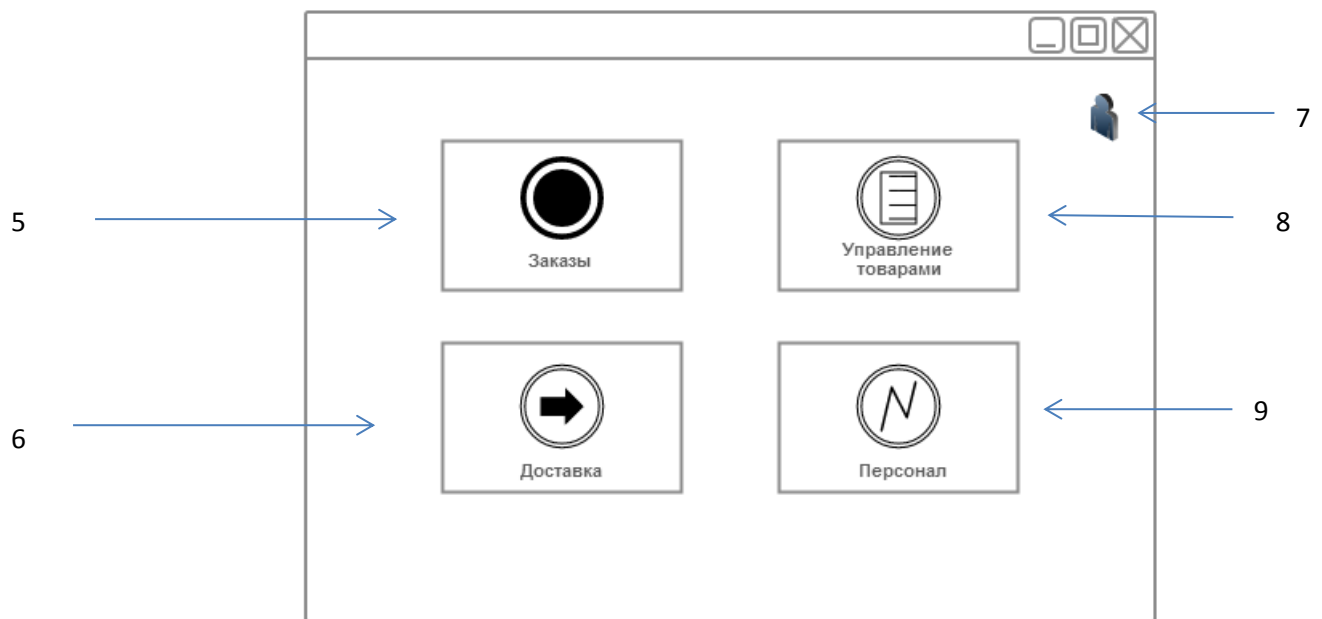 7
5
8
Заказы
Управление
товарами
6
9
Доставка
Персонал